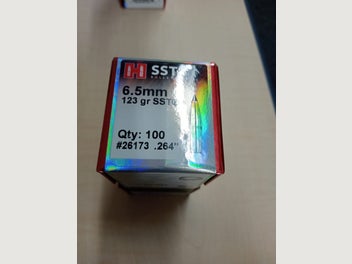 H SST®
6.5mm
123 gr SST®
Qty: 100
#26173 .264"